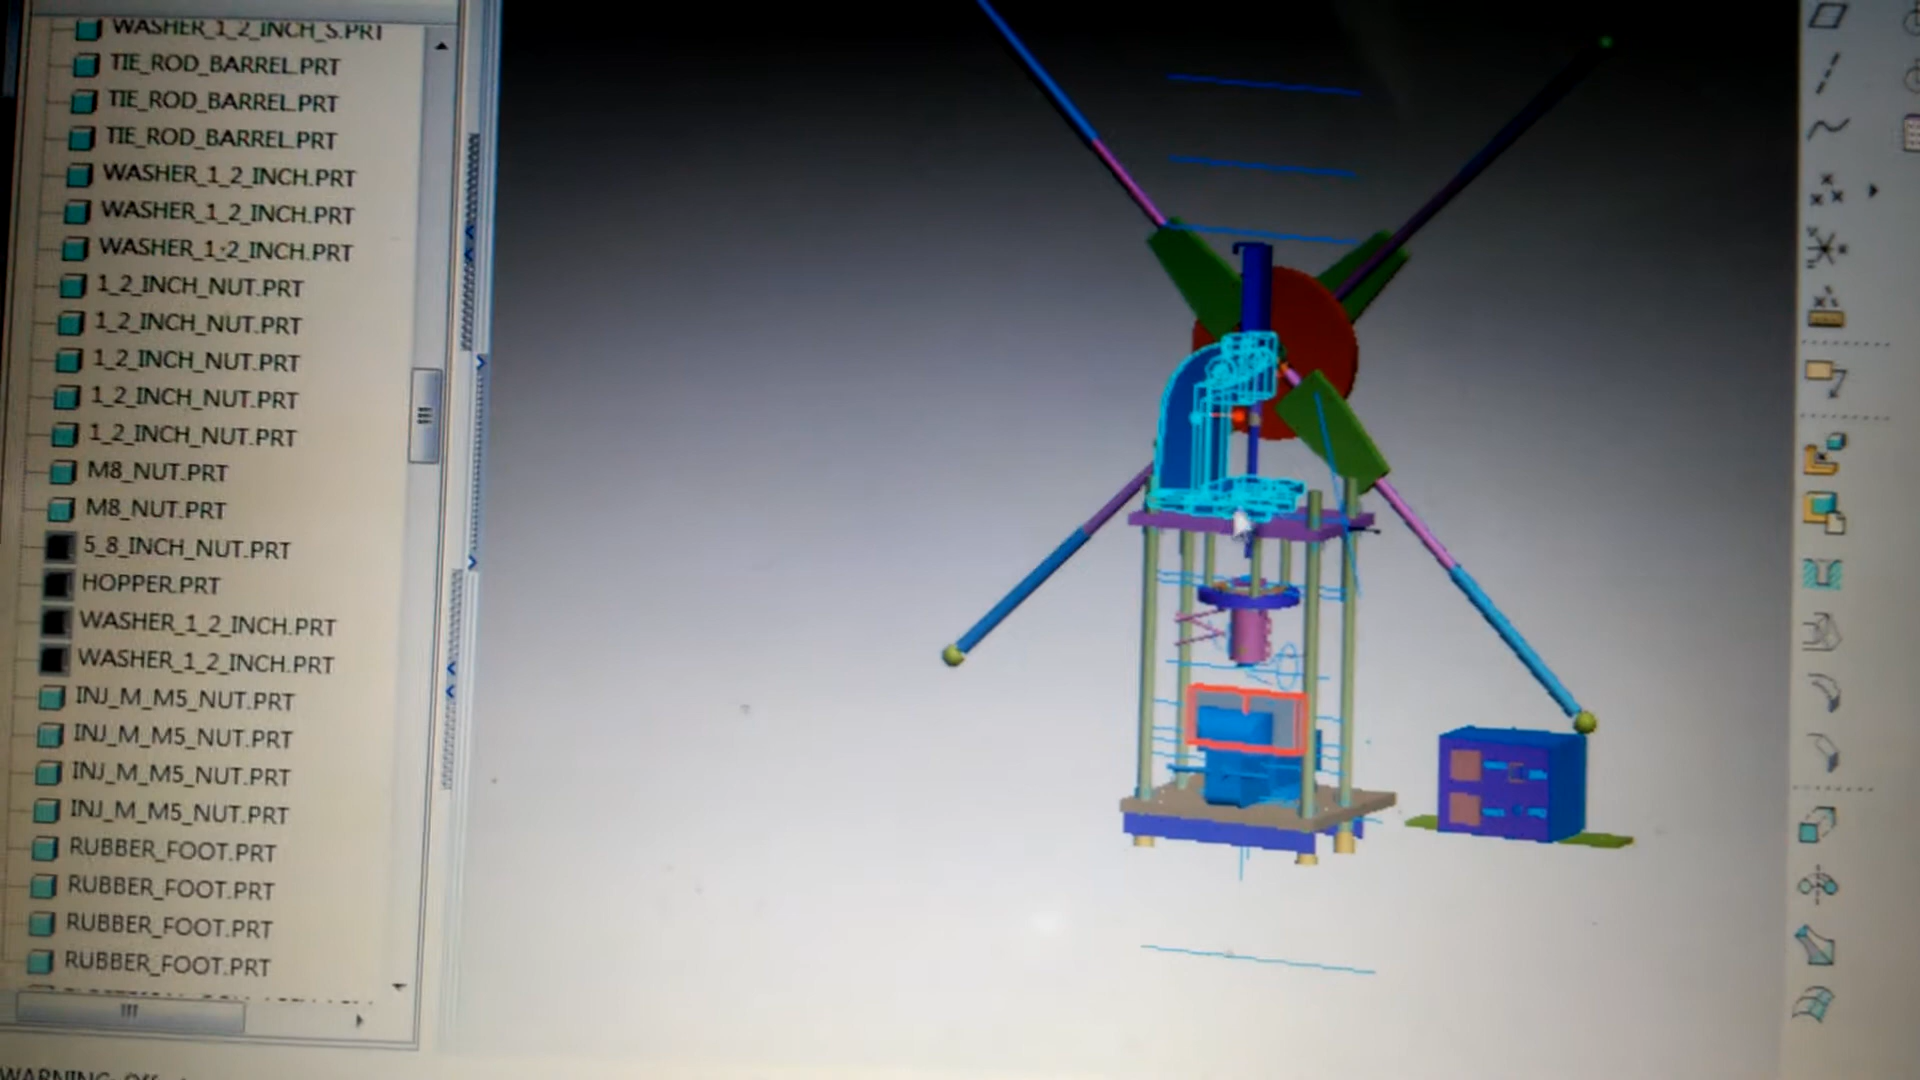 WASHER_1_2_INCH_S.PRT
TIE_ROD_BARREL.PRT
TIE_ROD_BARREL.PRT
TIE_ROD_BARREL.PRT
WASHER_1_2_INCH.PRT
WASHER_1_2_INCH.PRT
WASHER_1_2_INCH.PRT
1_2_INCH_NUT.PRT
1_2_INCH_NUT.PRT
1_2_INCH_NUT.PRT
1_2_INCH_NUT.PRT
1_2_INCH_NUT.PRT
M8_NUT.PRT
M8_NUT.PRT
5_8_INCH_NUT.PRT
HOPPER.PRT
WASHER_1_2_INCH.PRT
WASHER_1_2_INCH.PRT
INJ_M_M5_NUT.PRT
INJ_M_M5_NUT.PRT
INJ_M_M5_NUT.PRT
INJ_M_M5_NUT.PRT
RUBBER_FOOT.PRT
RUBBER_FOOT.PRT
RUBBER_FOOT.PRT
RUBBER_FOOT.PRT
WARNING: